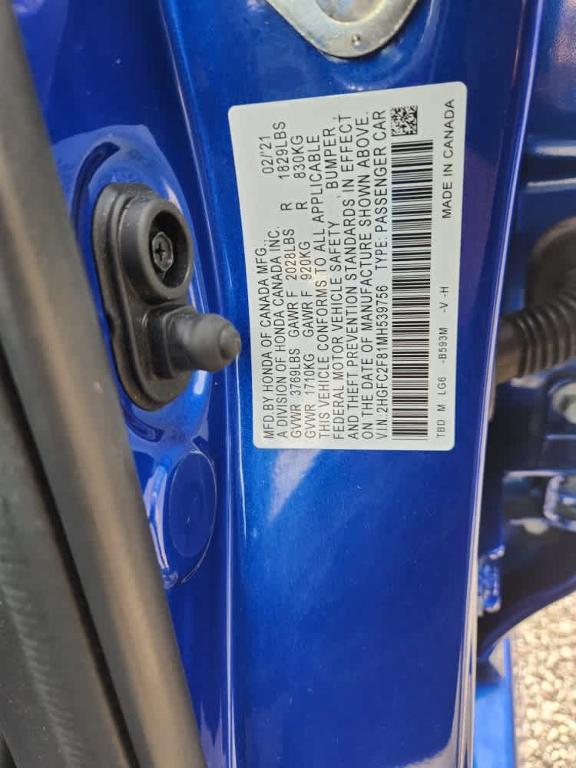 MFD.BY HONDA OF CANADA MFG., 02/'21
A DIVISION OF HONDA CANADA INC.
GVWR 3769LBS GAWR F 2028LBS R 1829LBS
GVWR 1710KG GAWR F 920KG R 830KG
THIS VEHICLE CONFORMS TO ALL APPLICABLE
FEDERAL MOTOR VEHICLE SAFETY, BUMPER,
AND THEFT PREVENTION STANDARDS IN EFFECT
ON THE DATE OF MANUFACTURE SHOWN ABOVE.
V.I.N.:2HGFC2F81MH539756 TYPE: PASSENGER CAR
TBD M LG6 -B593M -V -H MADE IN CANADA